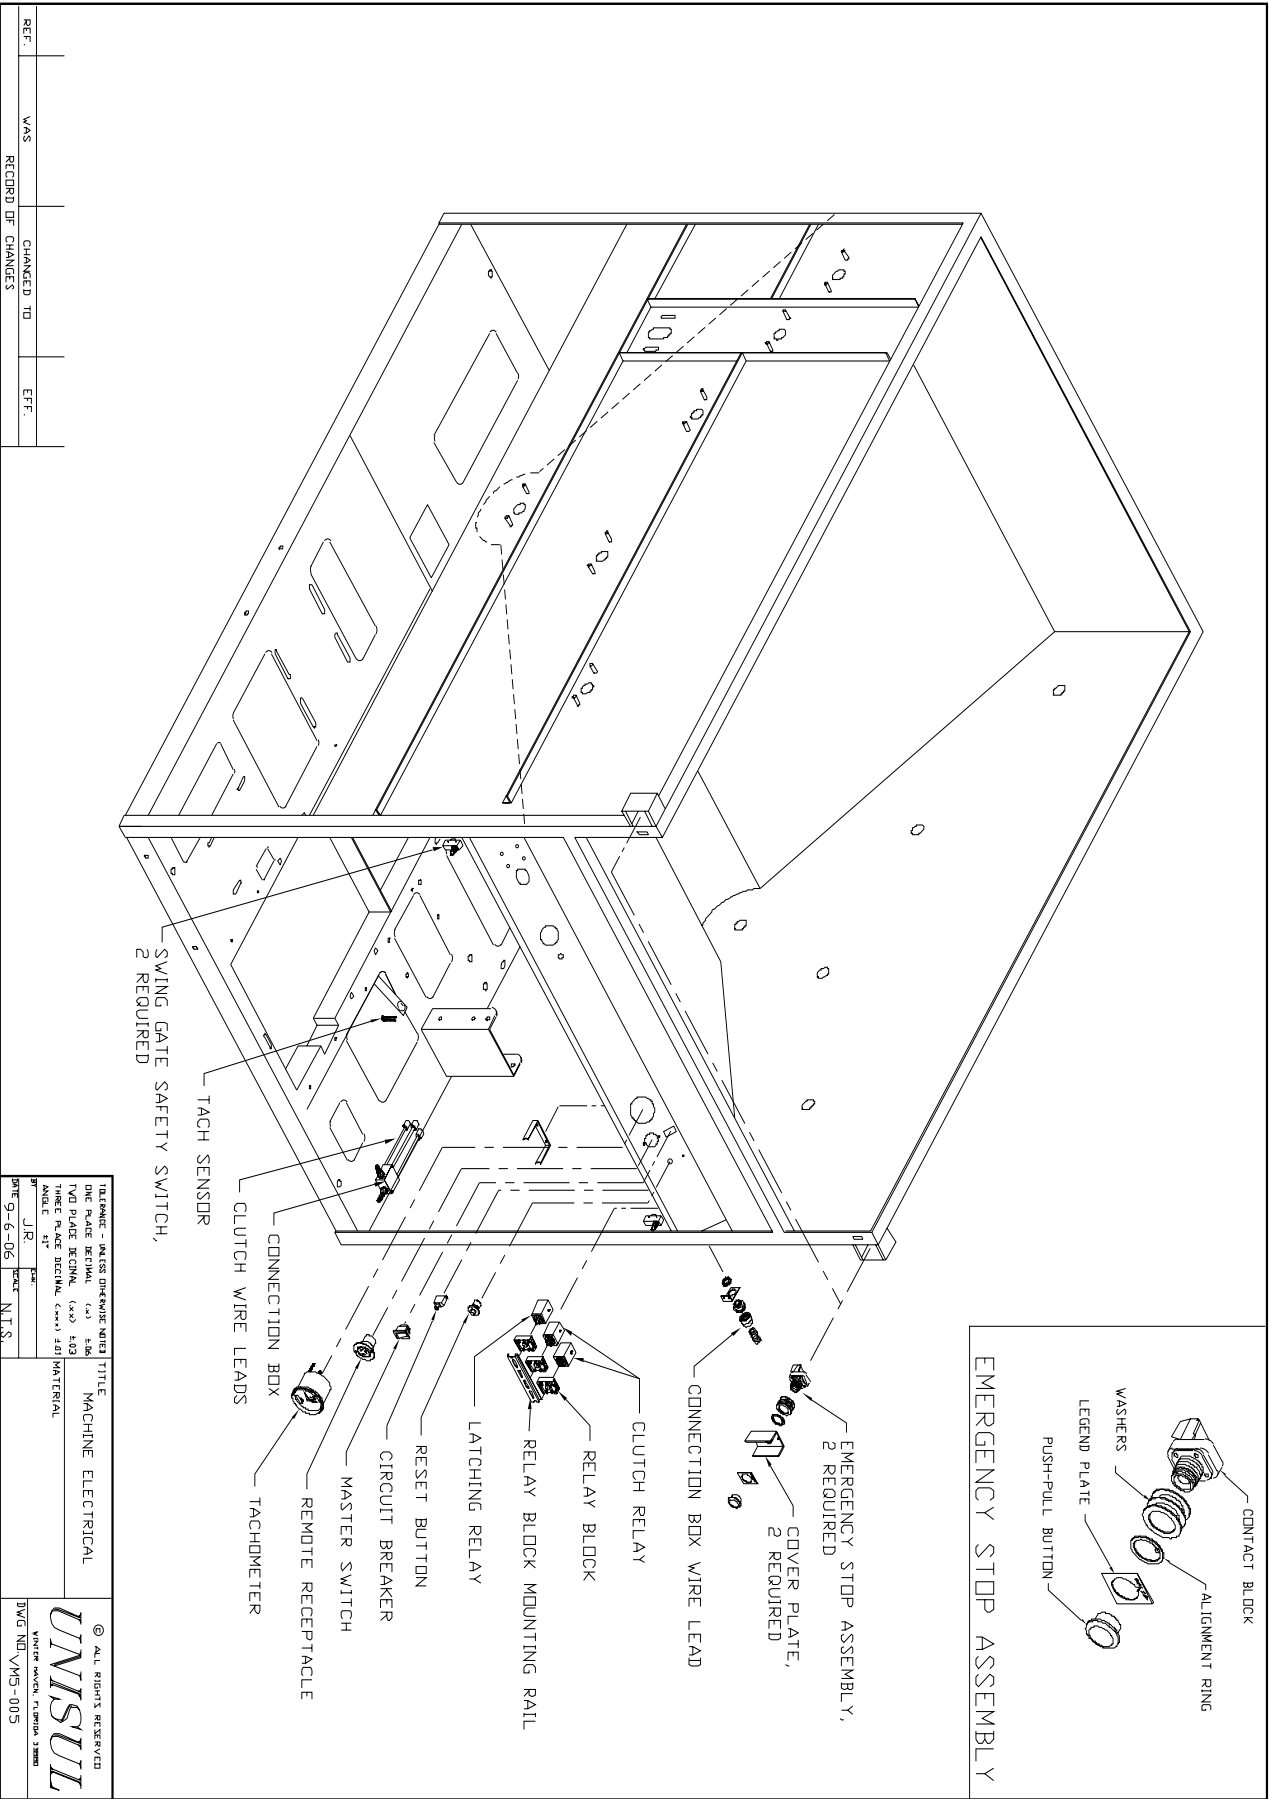 EMERGENCY STOP ASSEMBLY
CONTACT BLOCK
ALIGNMENT RING
WASHERS
LEGEND PLATE
PUSH-PULL BUTTON
EMERGENCY STOP ASSEMBLY,
2 REQUIRED
COVER PLATE,
2 REQUIRED
CONNECTION BOX WIRE LEAD
CLUTCH RELAY
RELAY BLOCK
RELAY BLOCK MOUNTING RAIL
LATCHING RELAY
RESET BUTTON
CIRCUIT BREAKER
MASTER SWITCH
REMOTE RECEPTACLE
TACHOMETER
CONNECTION BOX
CLUTCH WIRE LEADS
TACH SENSOR
SWING GATE SAFETY SWITCH,
2 REQUIRED
REF. WAS CHANGED TO EFF.
RECORD OF CHANGES
TOLERANCE - UNLESS OTHERWISE NOTED
ONE PLACE DECIMAL (.x) ±.06
TWO PLACE DECIMAL (.xx) ±.03
THREE PLACE DECIMAL (.xxx) ±.01
ANGLE ±1°
BY J.R.
CHK.
DATE 9-6-06
SCALE N.T.S.
TITLE
MACHINE ELECTRICAL
MATERIAL
© ALL RIGHTS RESERVED
UNISUL
WINTER HAVEN, FLORIDA 33880
DWG NO. VM5-005